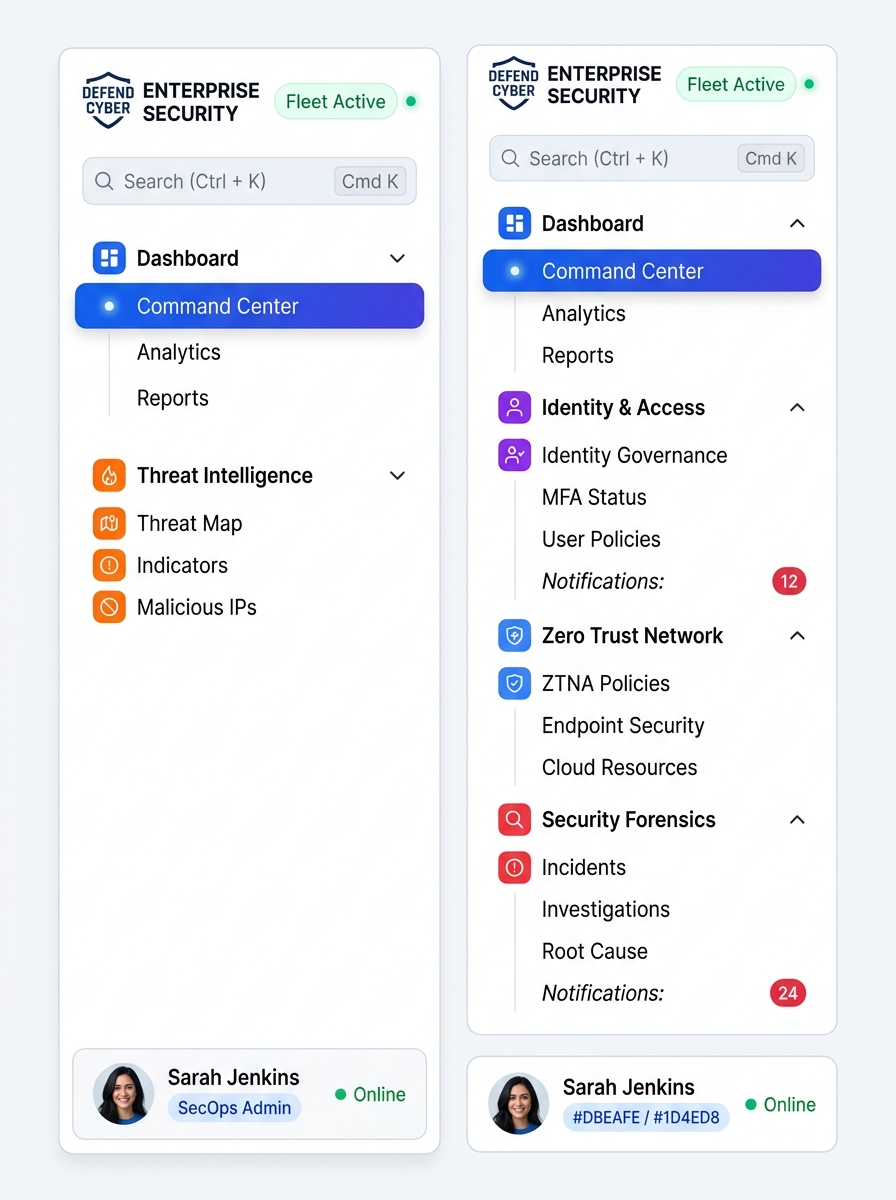 DEFEND
CYBER
ENTERPRISE
SECURITY
Fleet Active
Search (Ctrl + K)
Cmd K
Dashboard
Command Center
Analytics
Reports
Threat Intelligence
Threat Map
Indicators
Malicious IPs
Sarah Jenkins
SecOps Admin
Online
DEFEND
CYBER
ENTERPRISE
SECURITY
Fleet Active
Search (Ctrl + K)
Cmd K
Dashboard
Command Center
Analytics
Reports
Identity & Access
Identity Governance
MFA Status
User Policies
Notifications: 12
Zero Trust Network
ZTNA Policies
Endpoint Security
Cloud Resources
Security Forensics
Incidents
Investigations
Root Cause
Notifications: 24
Sarah Jenkins
#DBEAFE / #1D4ED8
Online